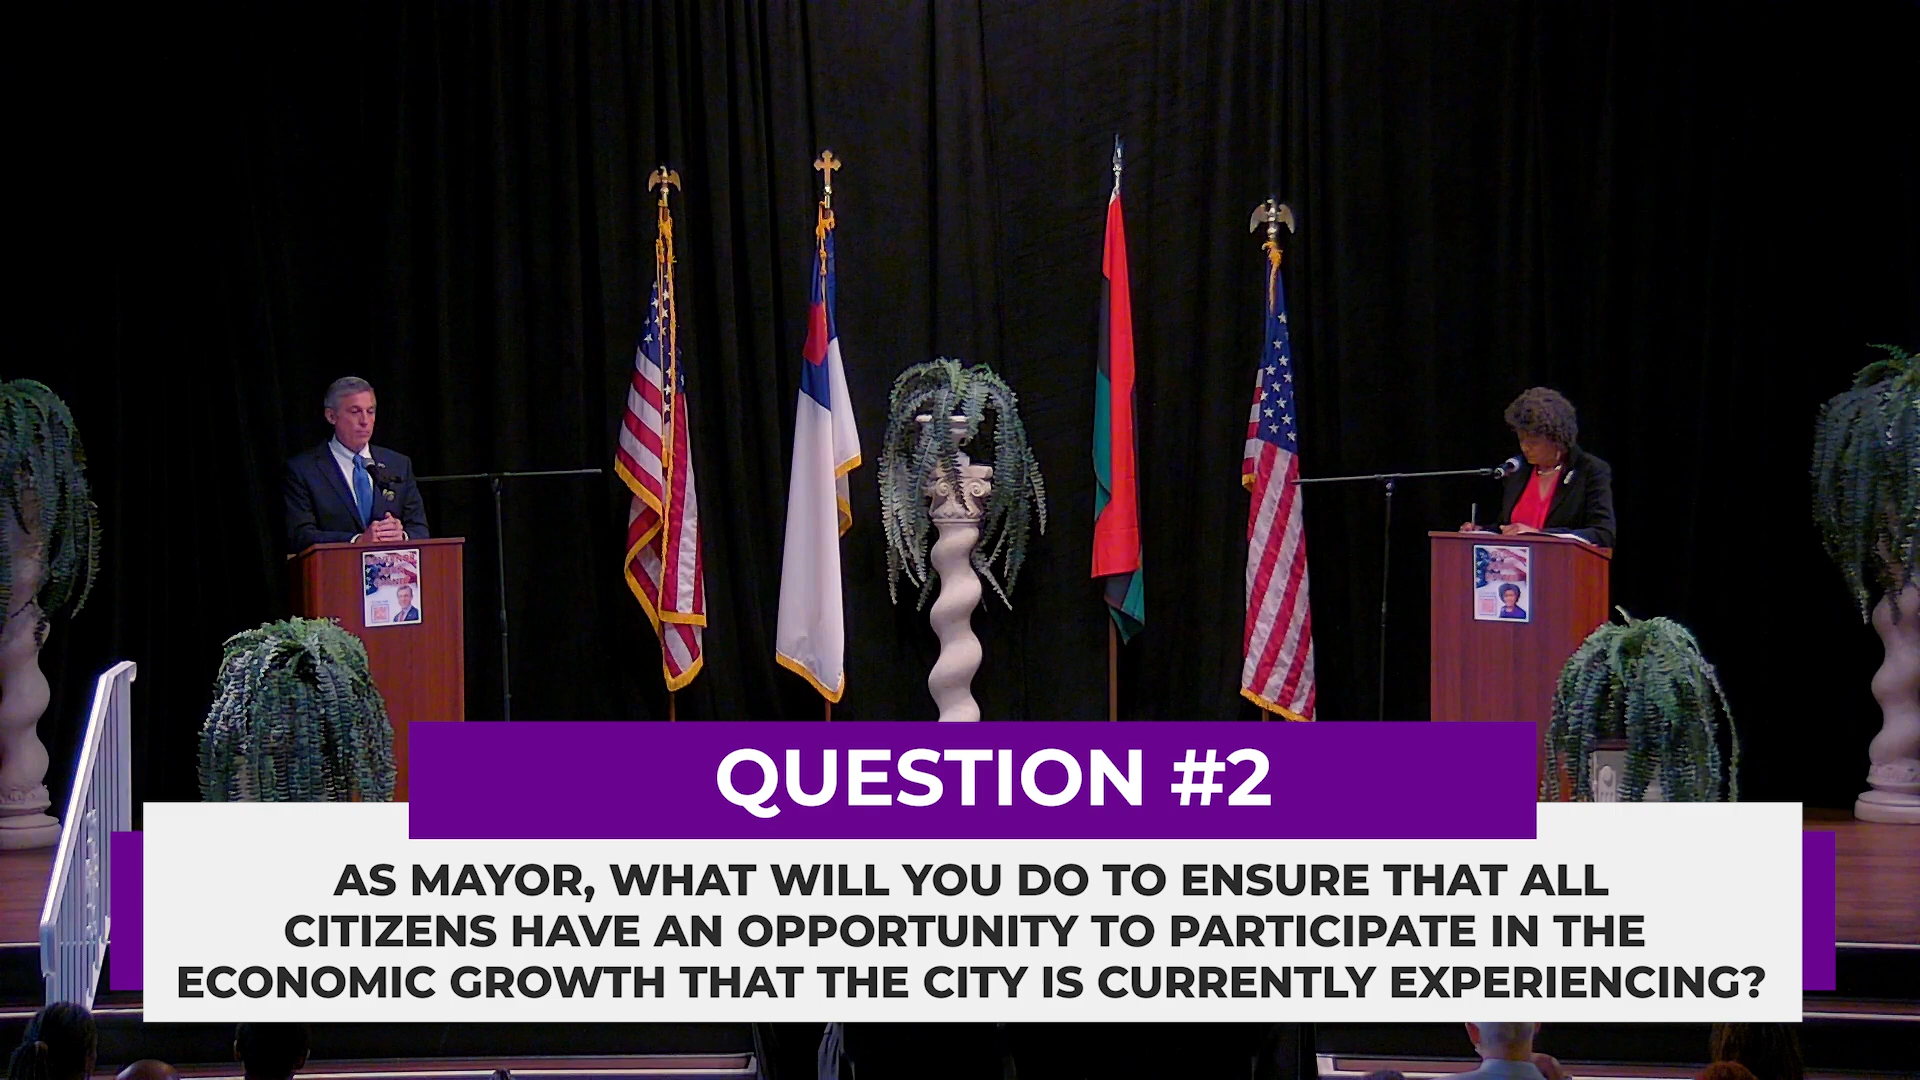 QUESTION #2
AS MAYOR, WHAT WILL YOU DO TO ENSURE THAT ALL
CITIZENS HAVE AN OPPORTUNITY TO PARTICIPATE IN THE
ECONOMIC GROWTH THAT THE CITY IS CURRENTLY EXPERIENCING?